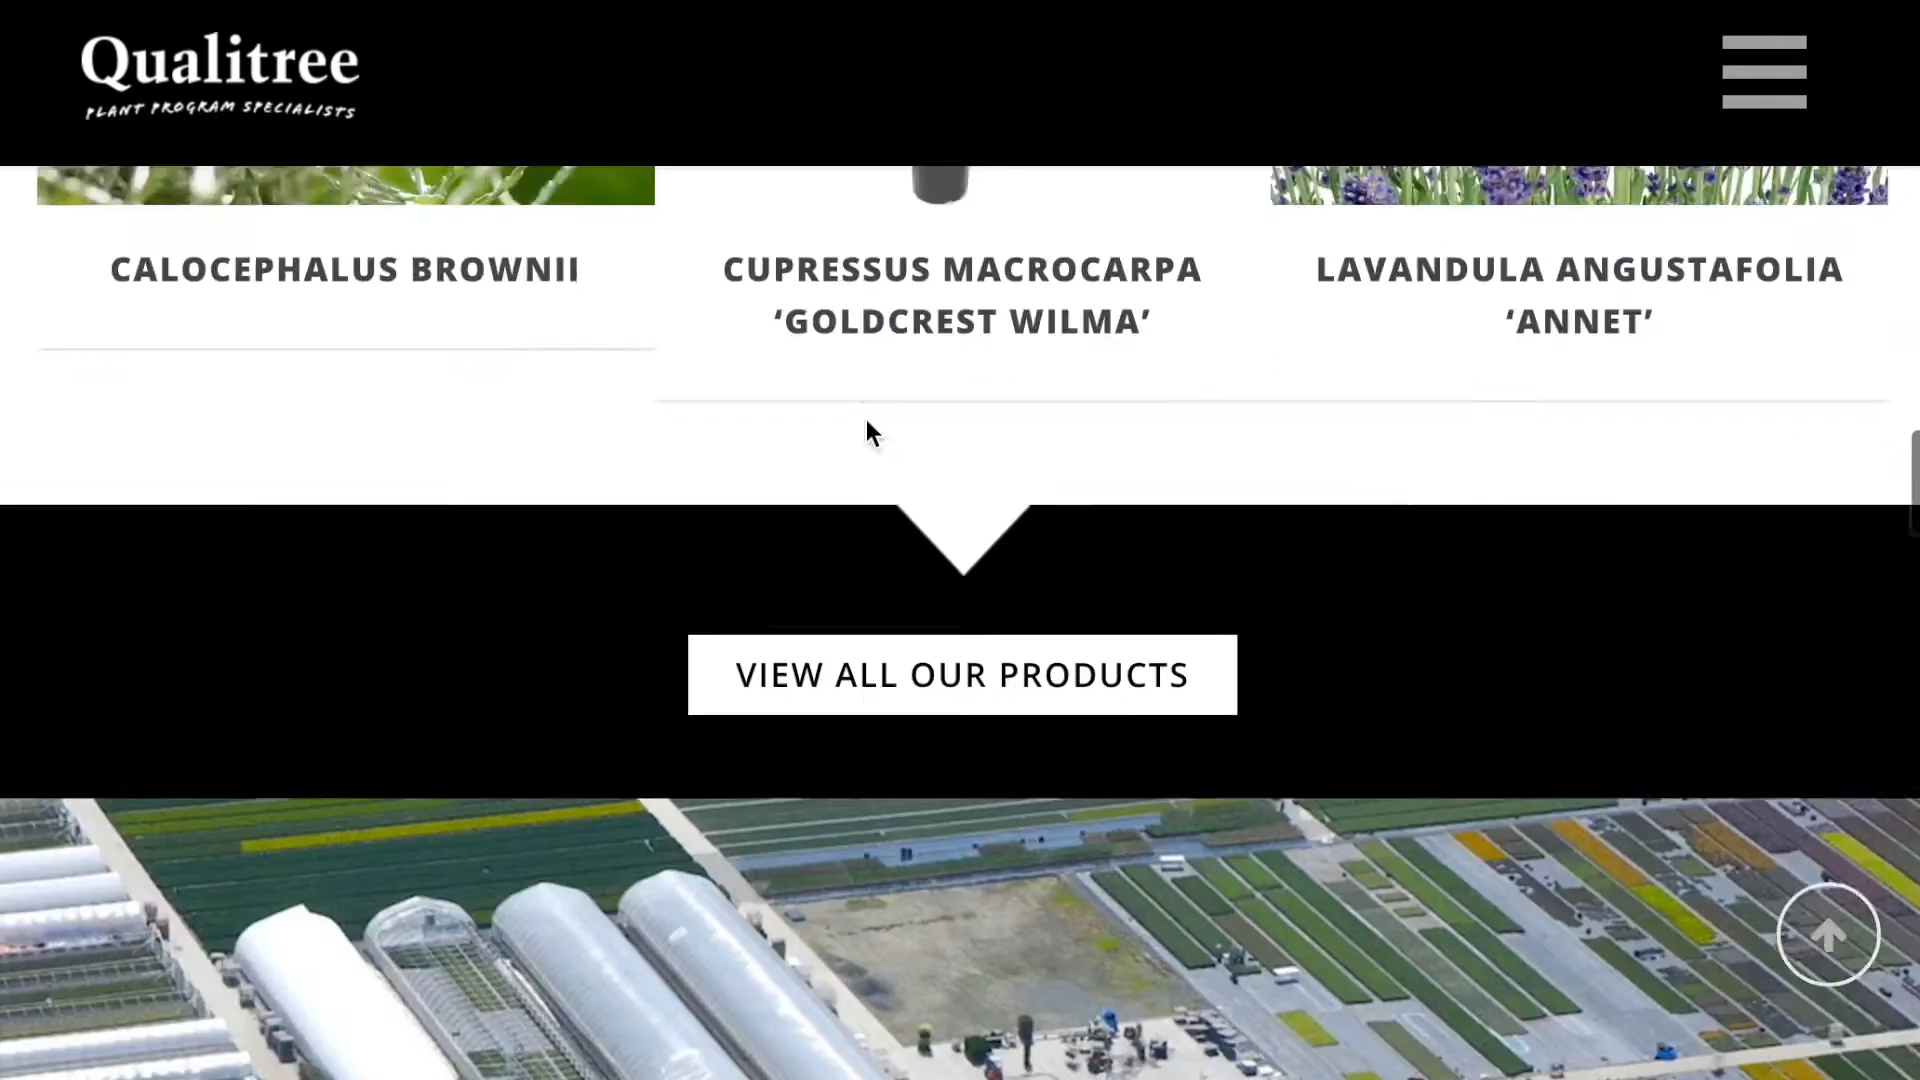 Qualitree
PLANT PROGRAM SPECIALISTS
CALOCEPHALUS BROWNII
CUPRESSUS MACROCARPA
‘GOLDCREST WILMA’
LAVANDULA ANGUSTAFOLIA
‘ANNET’
VIEW ALL OUR PRODUCTS